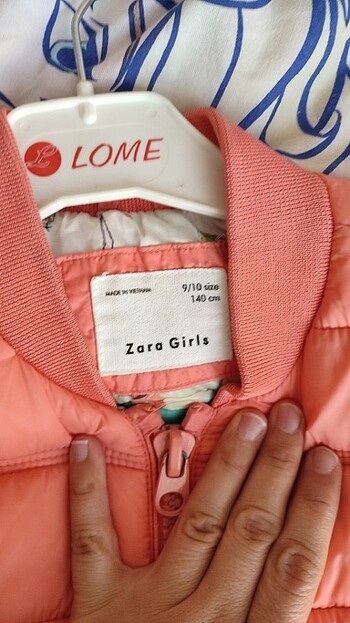 LOME
MADE IN VIETNAM
9/10 size
140 cm
Zara Girls